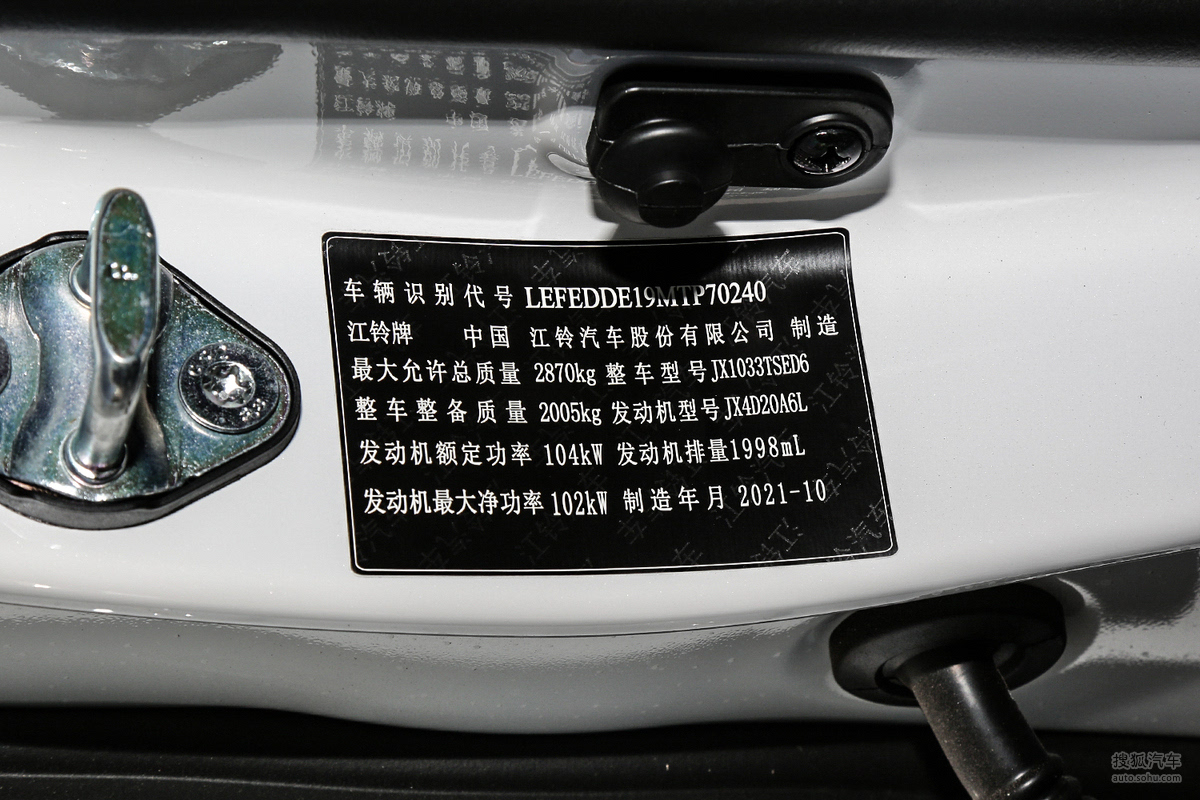 车辆识别代号 LEFEDDE19MTP70240
江铃牌 中国 江铃汽车股份有限公司 制造
最大允许总质量 2870kg 整车型号JX1033TSED6
整车整备质量 2005kg 发动机型号JX4D20A6L
发动机额定功率 104kW 发动机排量1998mL
发动机最大净功率102kW 制造年月 2021-10
搜狐汽车
auto.sohu.com